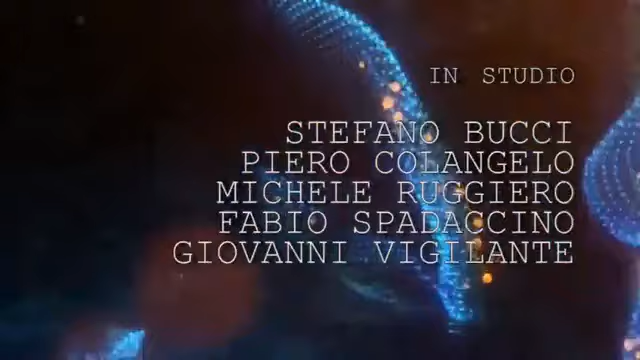 IN STUDIO
STEFANO BUCCI
PIERO COLANGELO
MICHELE RUGGIERO
FABIO SPADACCINO
GIOVANNI VIGILANTE